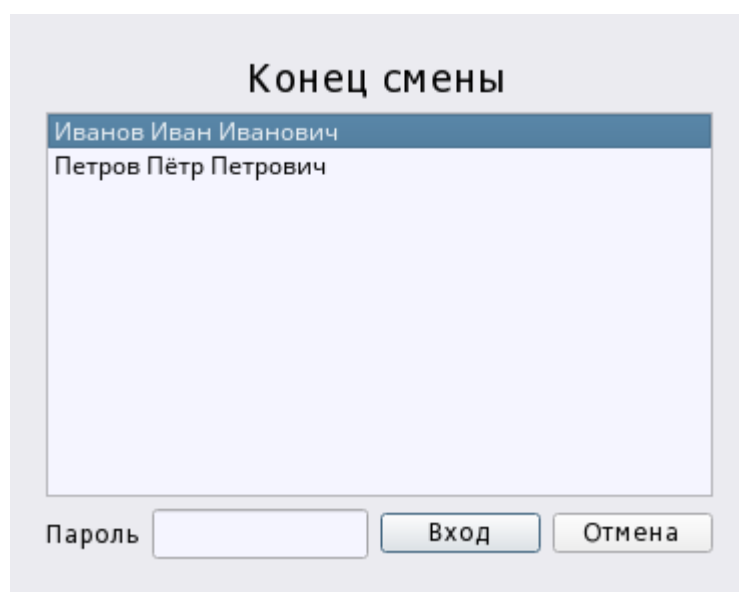 Конец смены
Иванов Иван Иванович
Петров Пётр Петрович
Пароль Вход Отмена